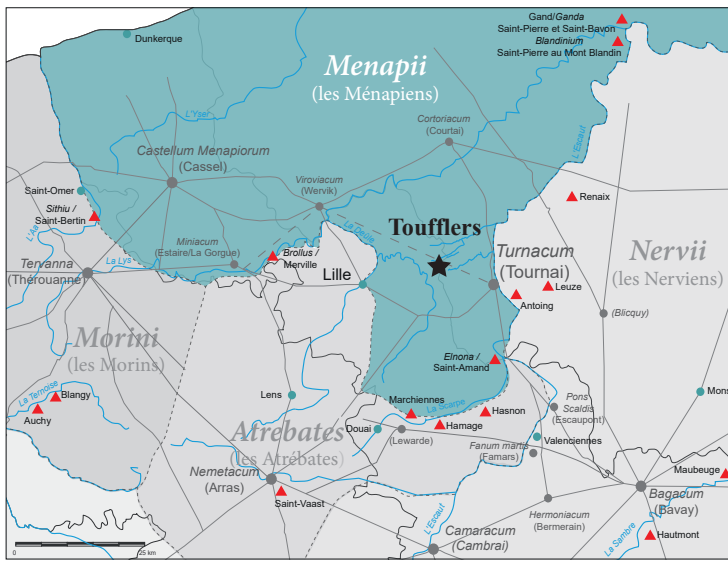 Gand/Ganda
Saint-Pierre et Saint-Bavon
Blandinium
Saint-Pierre au Mont Blandin
Dunkerque
Menapii
(les Ménapiens)
L'Yser
Cortoriacum
(Courtai)
L'Escaut
Castellum Menapiorum
(Cassel)
Viroviacum
(Wervik)
Saint-Omer
Sithiu /
Saint-Bertin
Renaix
L'Aa
La Deûle
Toufflers
Miniacum
(Estaire/La Gorgue)
Brolius /
Merville
Turnacum
(Tournai)
Nervii
(les Nerviens)
Tervanna
(Thérouanne)
La Lys
Lille
Leuze
Antoing
(Blicquy)
Morini
(les Morins)
Elnona /
Saint-Amand
La Ternoise
Blangy
Auchy
Lens
Marchiennes
La Scarpe
Hasnon
Hamage
Pons
Scaldis
(Escaupont)
Mons
Atrebates
(les Atrébates)
Douai
(Lewarde)
Valenciennes
Fanum martis
(Famars)
Nemetacum
(Arras)
Saint-Vaast
Maubeuge
Bagacum
(Bavay)
Hermoniacum
(Bermerain)
L'Escaut
Camaracum
(Cambrai)
La Sambre
Hautmont
0
25 km